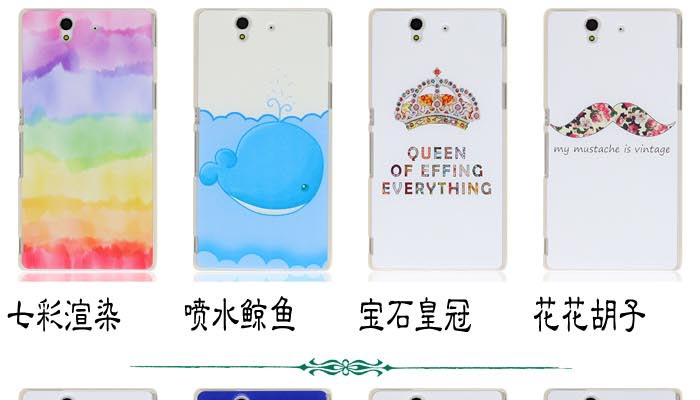 QUEEN
OF EFFING
EVERYTHING
my mustache is vintage
七彩渲染
喷水鲸鱼
宝石皇冠
花花胡子